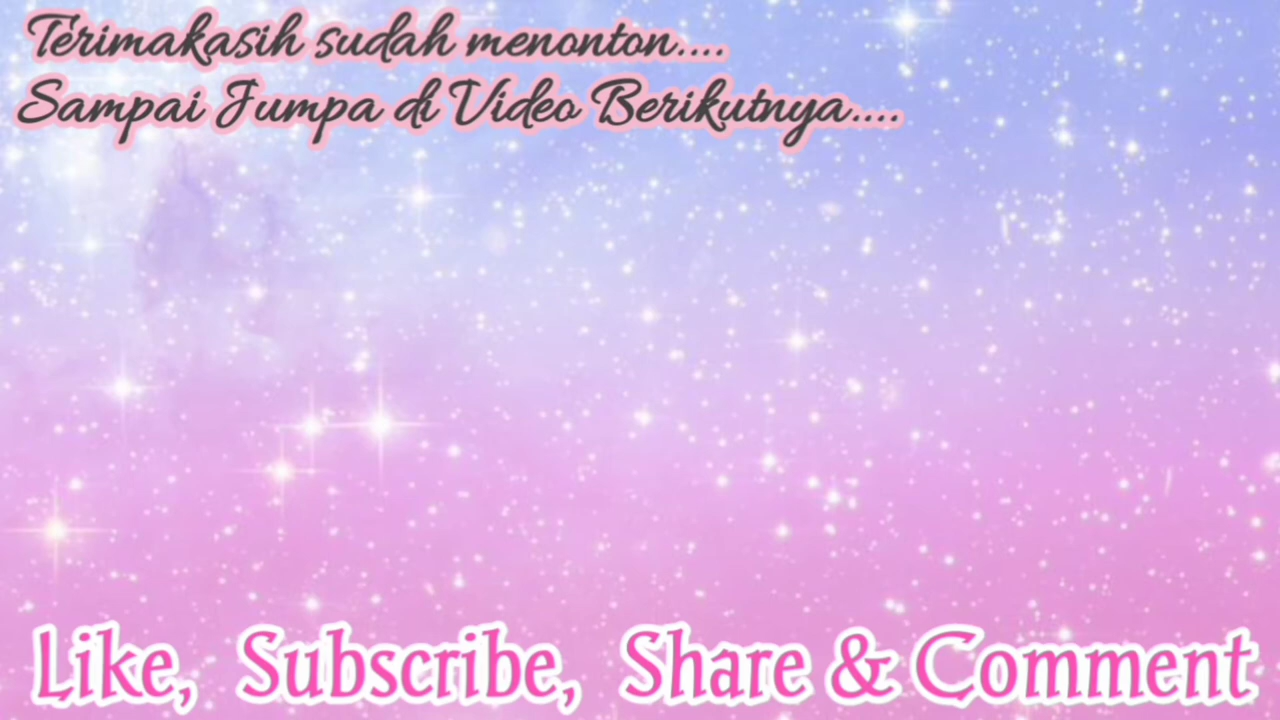 Terimakasih sudah menonton....
Sampai Jumpa di Video Berikutnya....
Like, Subscribe, Share & Comment